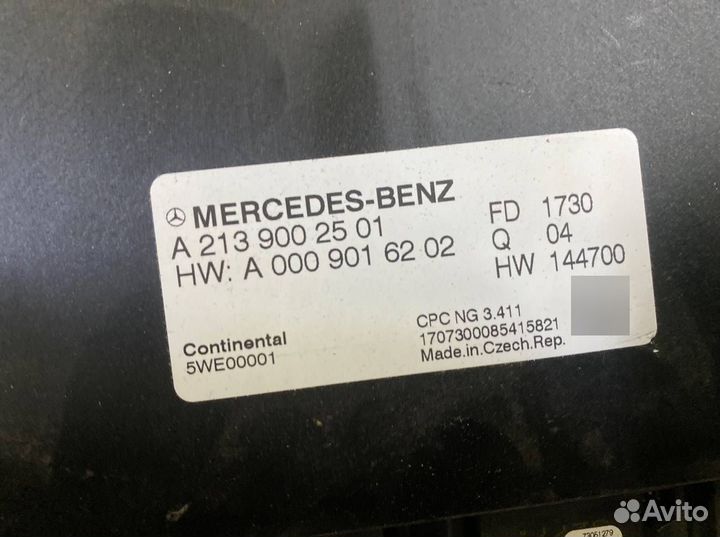 MERCEDES-BENZ
A 213 900 25 01
HW: A 000 901 62 02
FD 1730
Q 04
HW 144700
Continental
5WE00001
CPC NG 3.411
1707300085415821
Made.in.Czech.Rep.
73061279
Avito